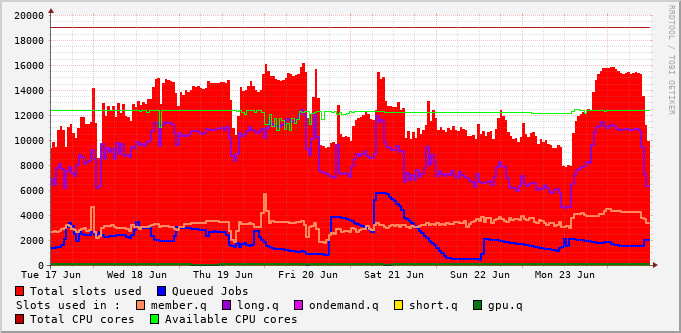 20000
18000
16000
14000
12000
10000
8000
6000
4000
2000
0
Tue 17 Jun Wed 18 Jun Thu 19 Jun Fri 20 Jun Sat 21 Jun Sun 22 Jun Mon 23 Jun
Total slots used Queued Jobs
Slots used in : member.q long.q ondemand.q short.q gpu.q
Total CPU cores Available CPU cores
RRDTOOL / TOBI OETIKER